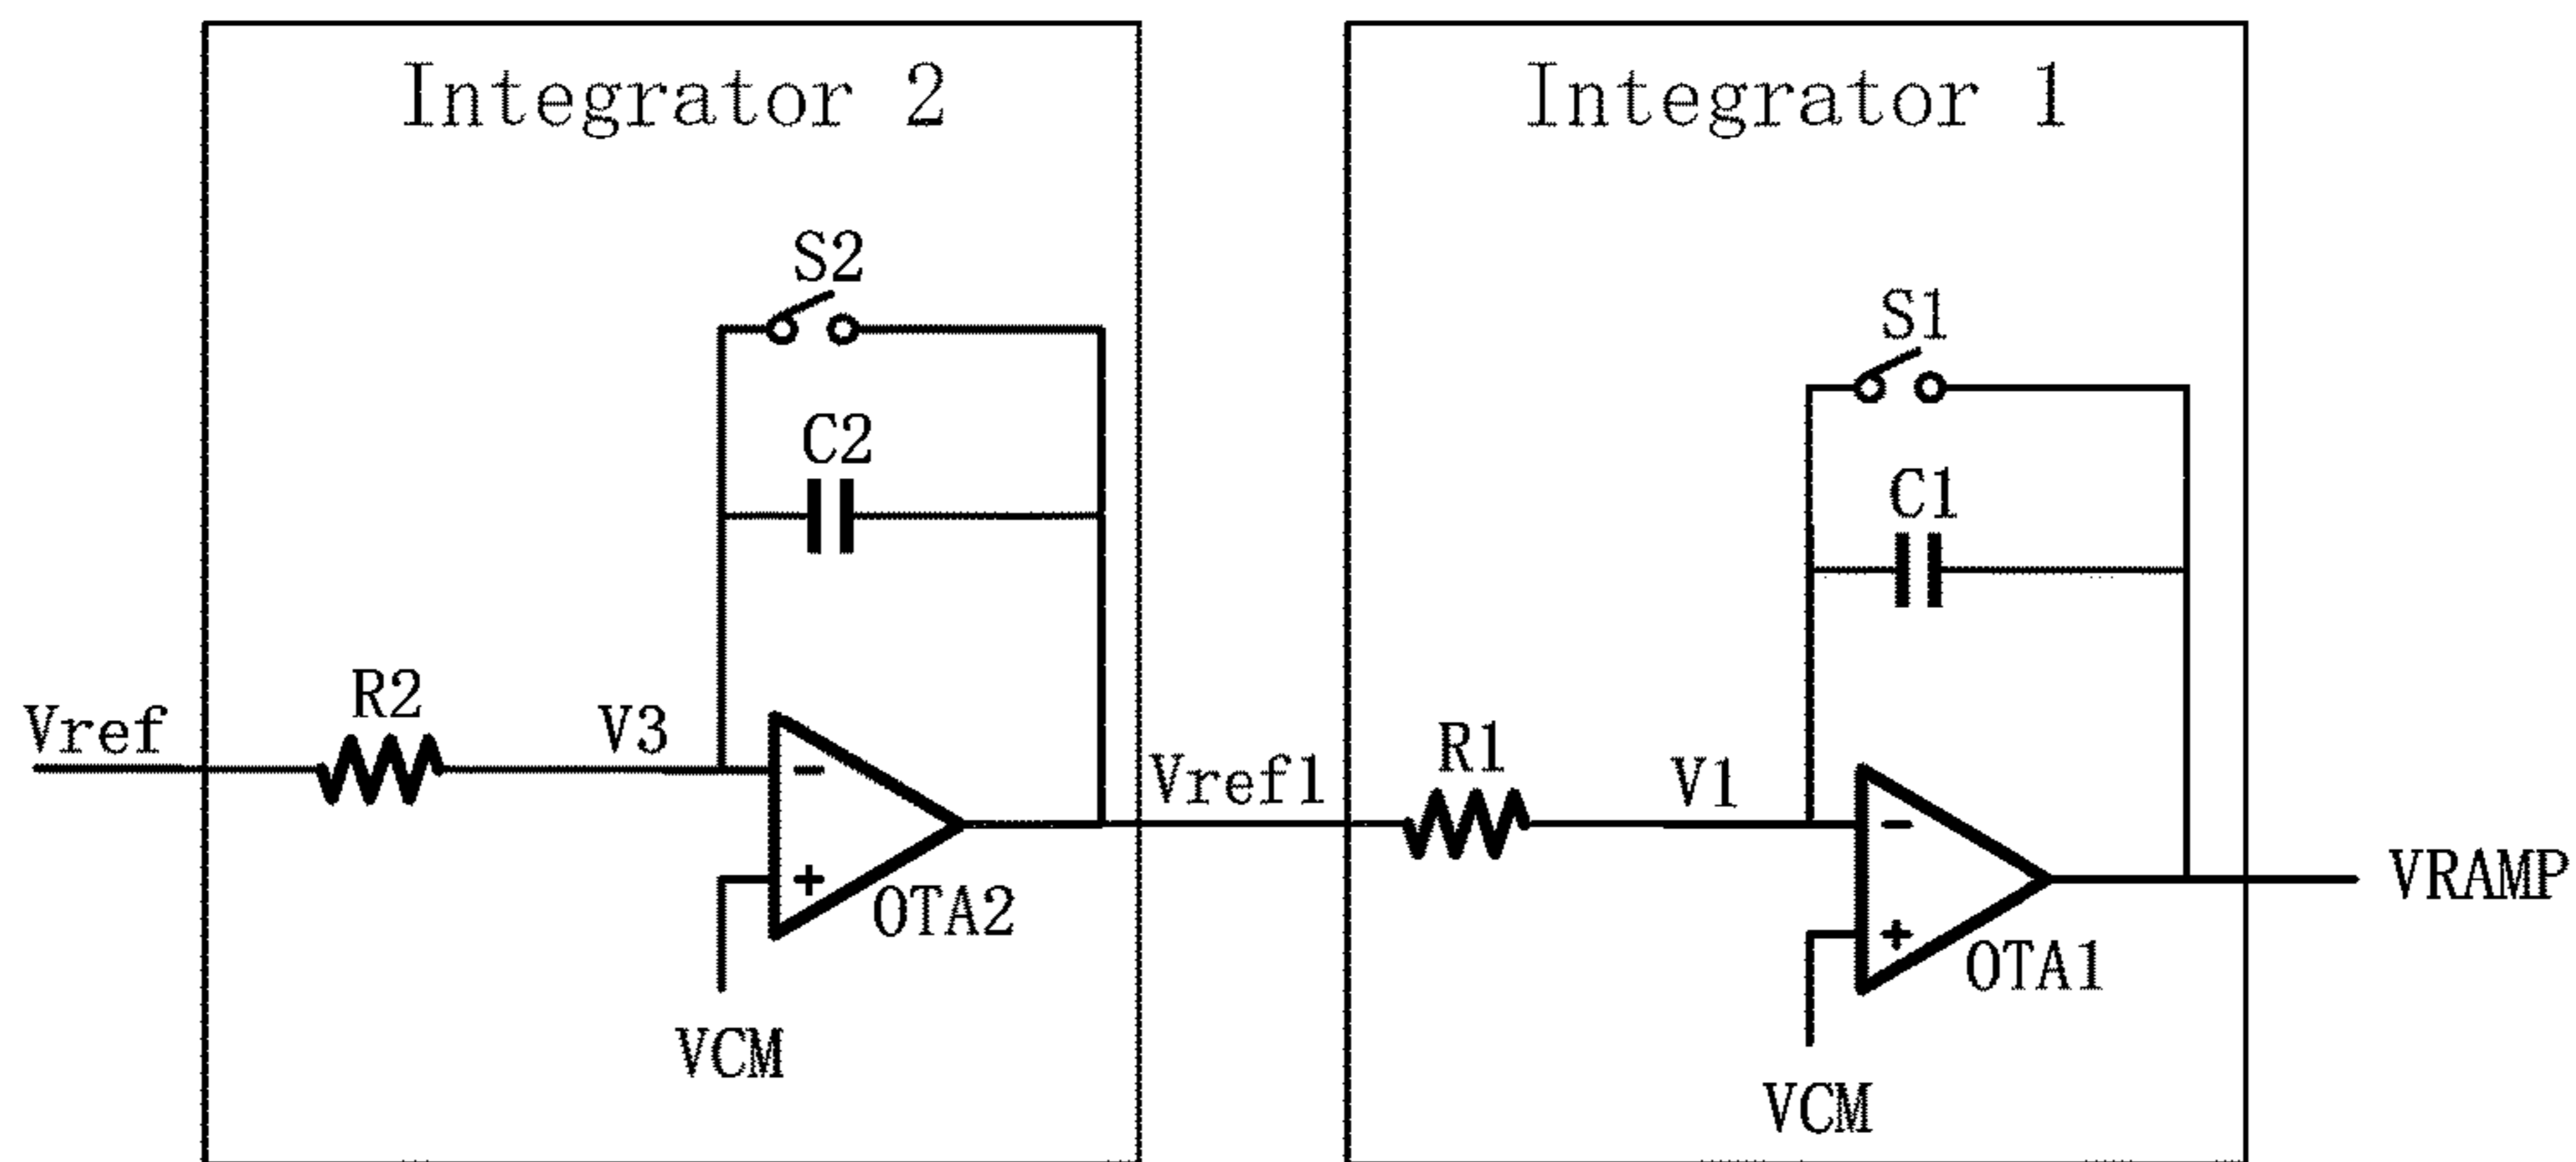 Integrator 2
Integrator 1
S2
S1
C2
C1
Vref
R2
V3
-
+
OTA2
VCM
Vref1
R1
V1
-
+
OTA1
VCM
VRAMP